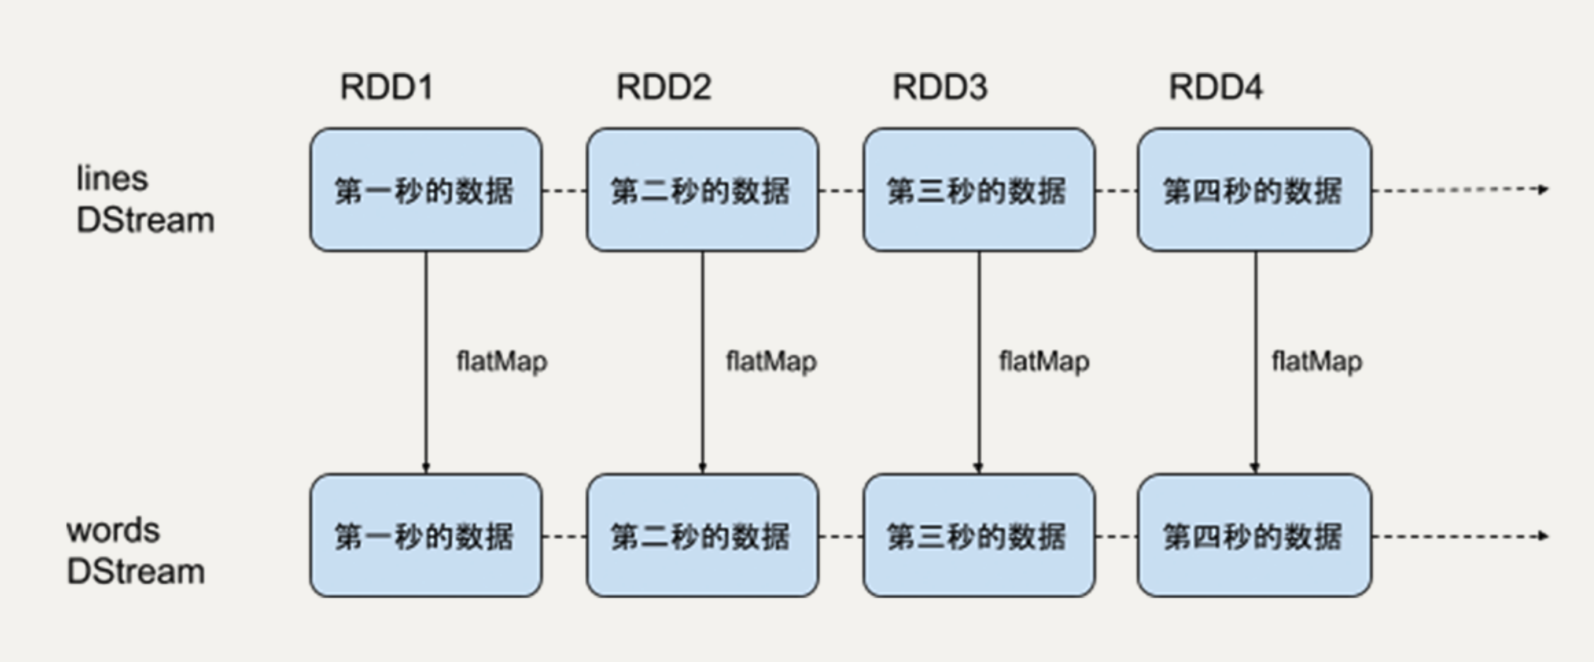 RDD1 RDD2 RDD3 RDD4
lines
DStream
第一秒的数据 第二秒的数据 第三秒的数据 第四秒的数据
flatMap flatMap flatMap flatMap
words
DStream
第一秒的数据 第二秒的数据 第三秒的数据 第四秒的数据